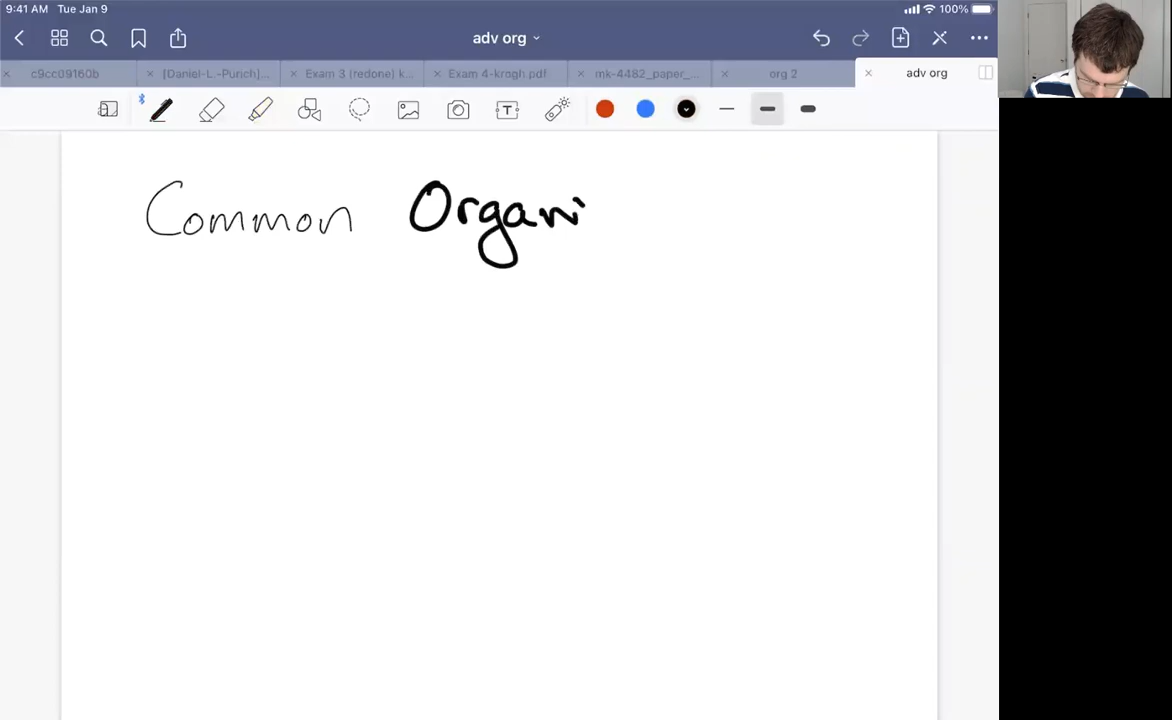 9:41 AM Tue Jan 9 100%
adv org
c9cc09160b [Daniel-L.-Purich]... Exam 3 (redone) k... Exam 4-krogh.pdf mk-4482_paper_... org 2 adv org
T
Common Organi